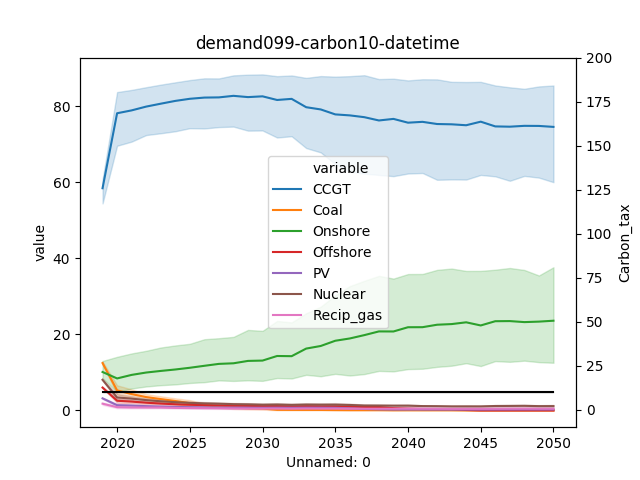 demand099-carbon10-datetime
value
80
60
40
20
0
variable
CCGT
Coal
Onshore
Offshore
PV
Nuclear
Recip_gas
200
175
150
125
100
75
50
25
0
Carbon_tax
2020 2025 2030 2035 2040 2045 2050
Unnamed: 0